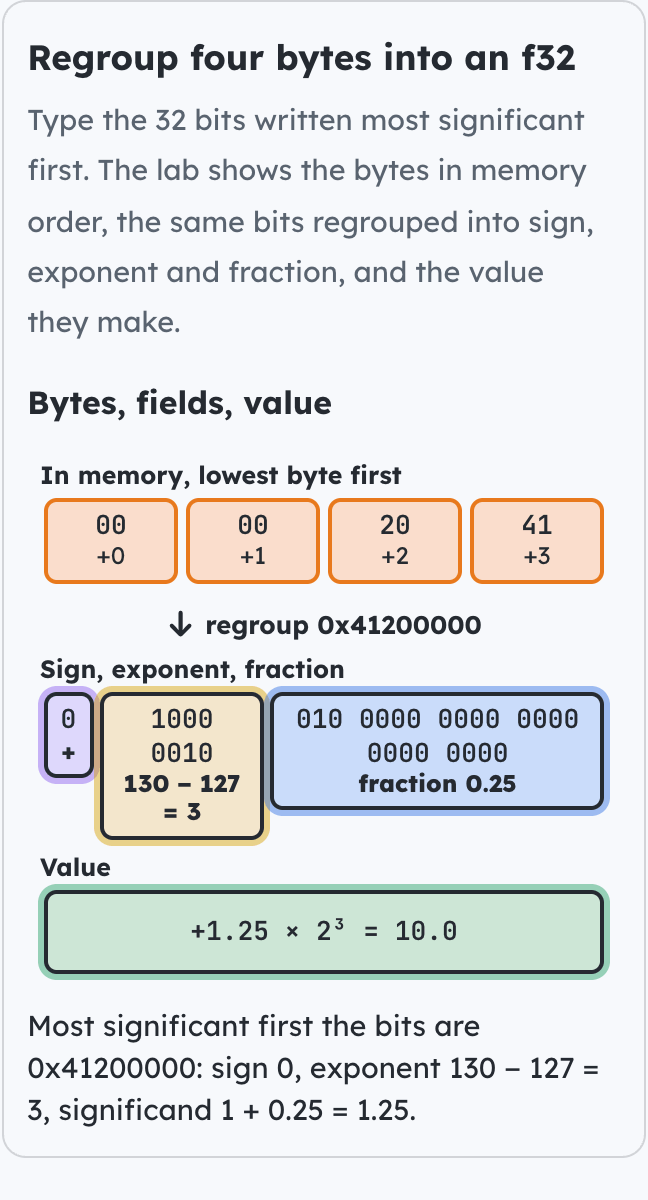 Regroup four bytes into an f32
Type the 32 bits written most significant
first. The lab shows the bytes in memory
order, the same bits regrouped into sign,
exponent and fraction, and the value
they make.
Bytes, fields, value
In memory, lowest byte first
00 00 20 41
+0 +1 +2 +3
↓ regroup 0x41200000
Sign, exponent, fraction
0 1000 010 0000 0000 0000
+ 0010 0000 0000
130 − 127 fraction 0.25
= 3
Value
+1.25 × 2³ = 10.0
Most significant first the bits are
0x41200000: sign 0, exponent 130 − 127 =
3, significand 1 + 0.25 = 1.25.